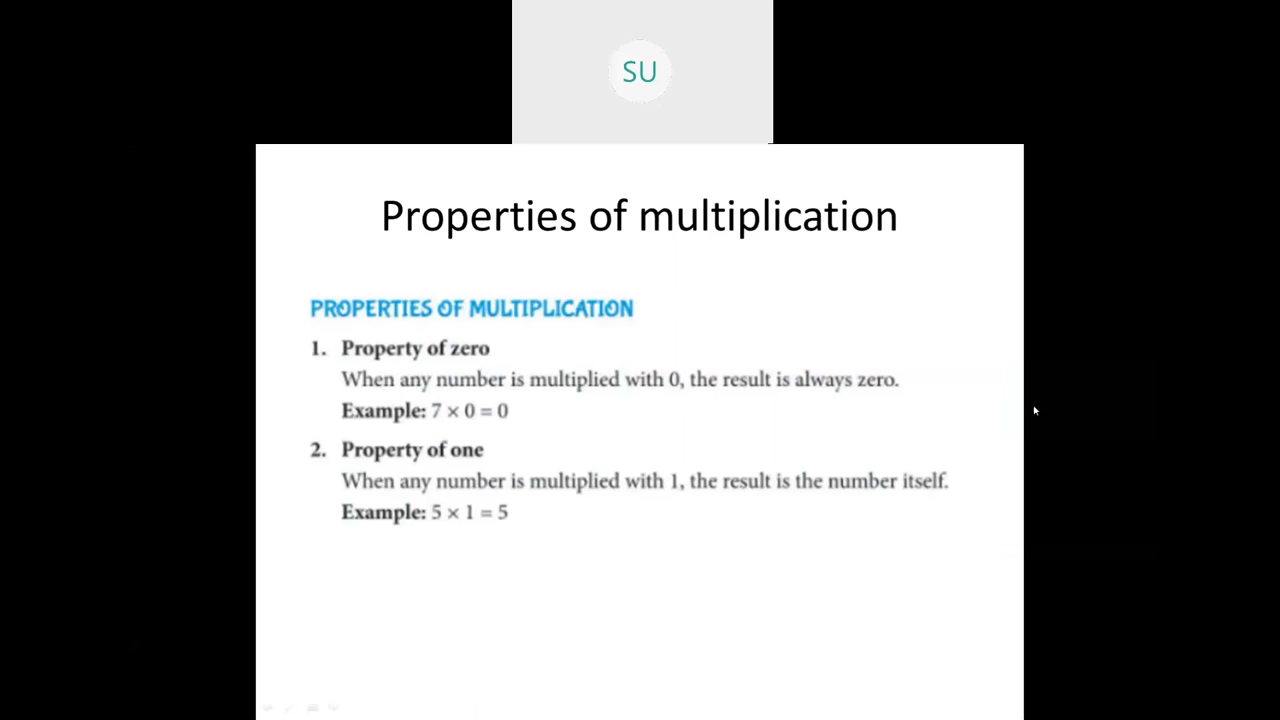 SU
Properties of multiplication
PROPERTIES OF MULTIPLICATION
1. Property of zero
When any number is multiplied with 0, the result is always zero.
Example: 7 × 0 = 0
2. Property of one
When any number is multiplied with 1, the result is the number itself.
Example: 5 × 1 = 5